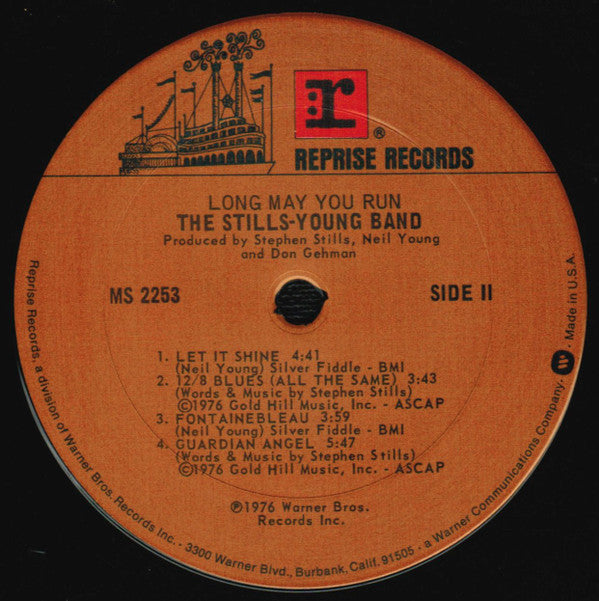 r
®
REPRISE RECORDS
LONG MAY YOU RUN
THE STILLS-YOUNG BAND
Produced by Stephen Stills, Neil Young
and Don Gehman
MS 2253
SIDE II
1. LET IT SHINE 4:41
(Neil Young) Silver Fiddle - BMI
2. 12/8 BLUES (ALL THE SAME) 3:43
(Words & Music by Stephen Stills)
©1976 Gold Hill Music, Inc. - ASCAP
3. FONTAINEBLEAU 3:59
(Neil Young) Silver Fiddle - BMI
4. GUARDIAN ANGEL 5:47
(Words & Music by Stephen Stills)
©1976 Gold Hill Music, Inc. - ASCAP
℗1976 Warner Bros.
Records Inc.
Reprise Records, a division of Warner Bros. Records Inc. - 3300 Warner Blvd., Burbank, Calif. 91505 - a Warner Communications Company. · Made in U.S.A.